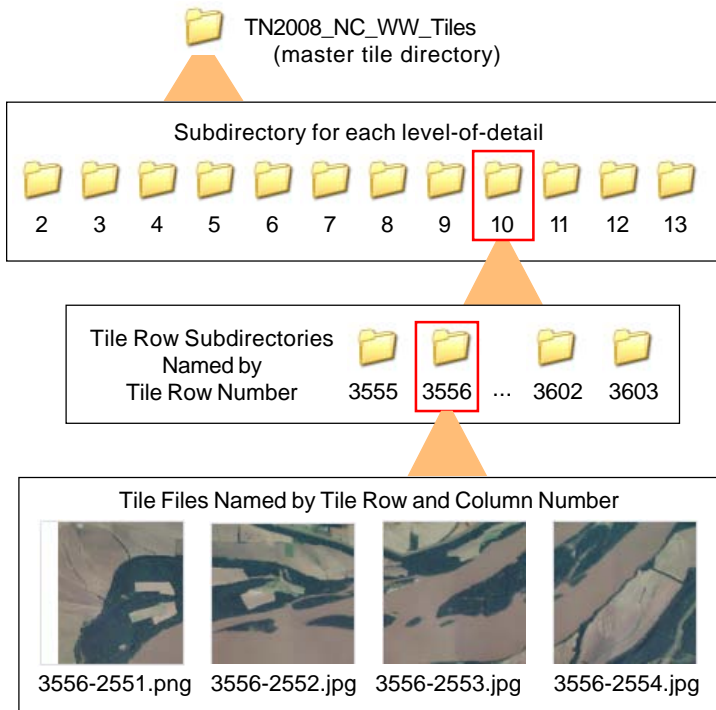 TN2008_NC_WW_Tiles
(master tile directory)
Subdirectory for each level-of-detail
2 3 4 5 6 7 8 9 10 11 12 13
Tile Row Subdirectories
Named by
Tile Row Number
3555 3556 ... 3602 3603
Tile Files Named by Tile Row and Column Number
3556-2551.png 3556-2552.jpg 3556-2553.jpg 3556-2554.jpg